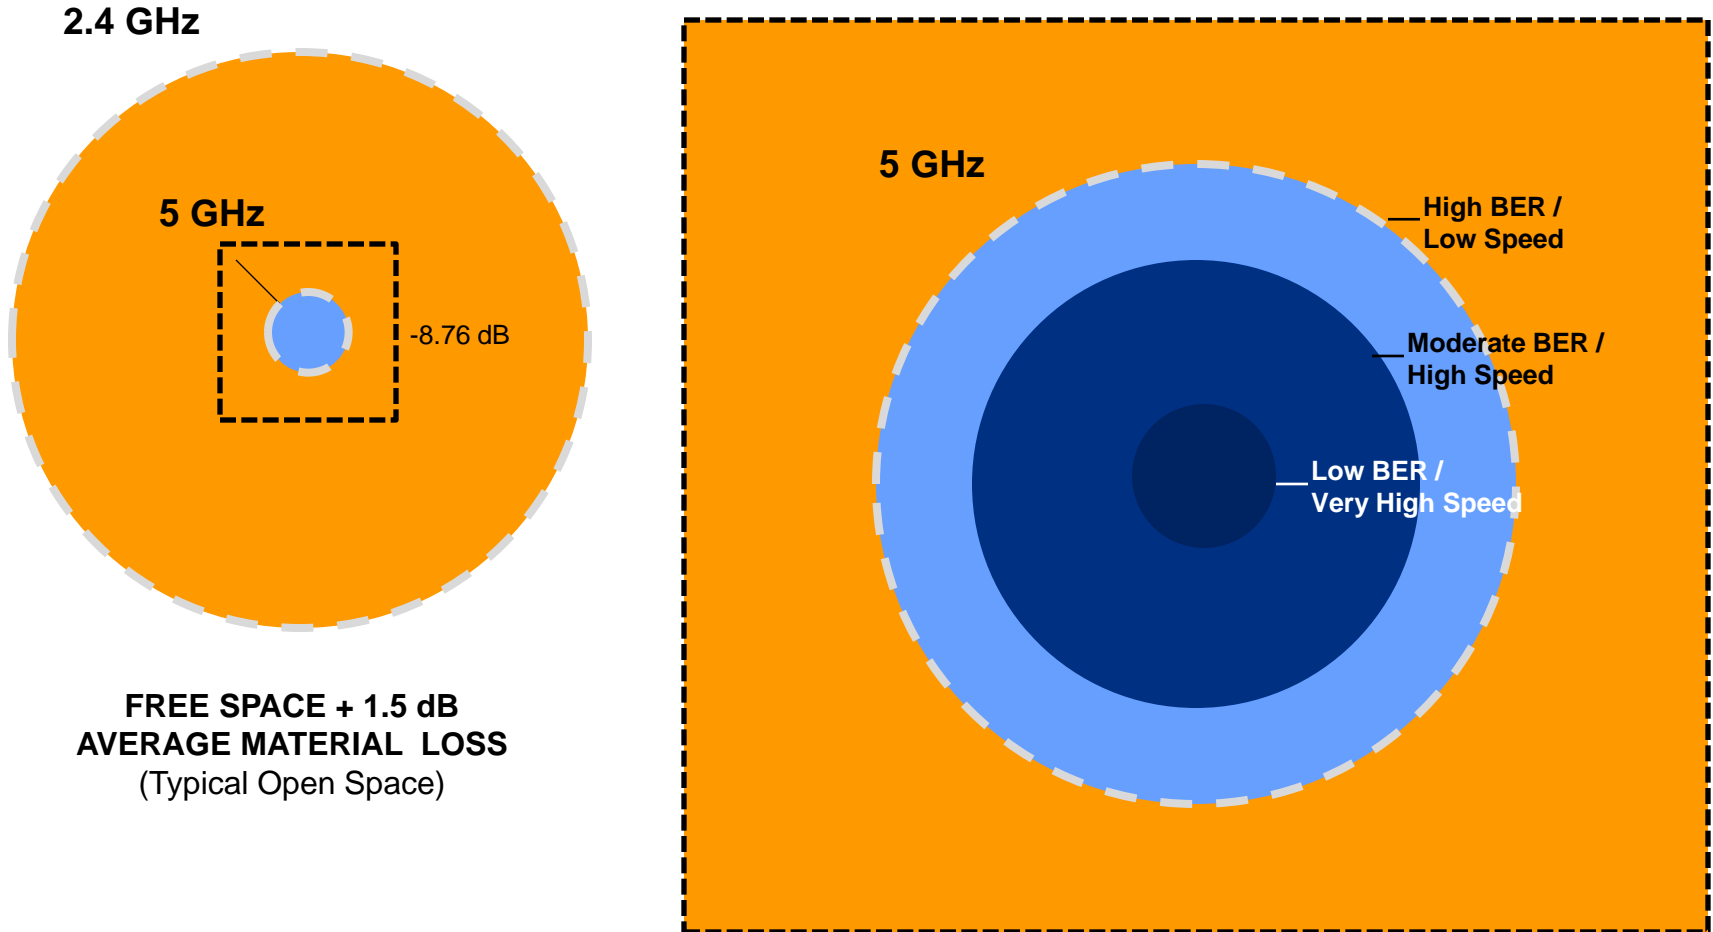 2.4 GHz
5 GHz
-8.76 dB
FREE SPACE + 1.5 dB
AVERAGE MATERIAL LOSS
(Typical Open Space)
5 GHz
High BER /
Low Speed
Moderate BER /
High Speed
Low BER /
Very High Speed